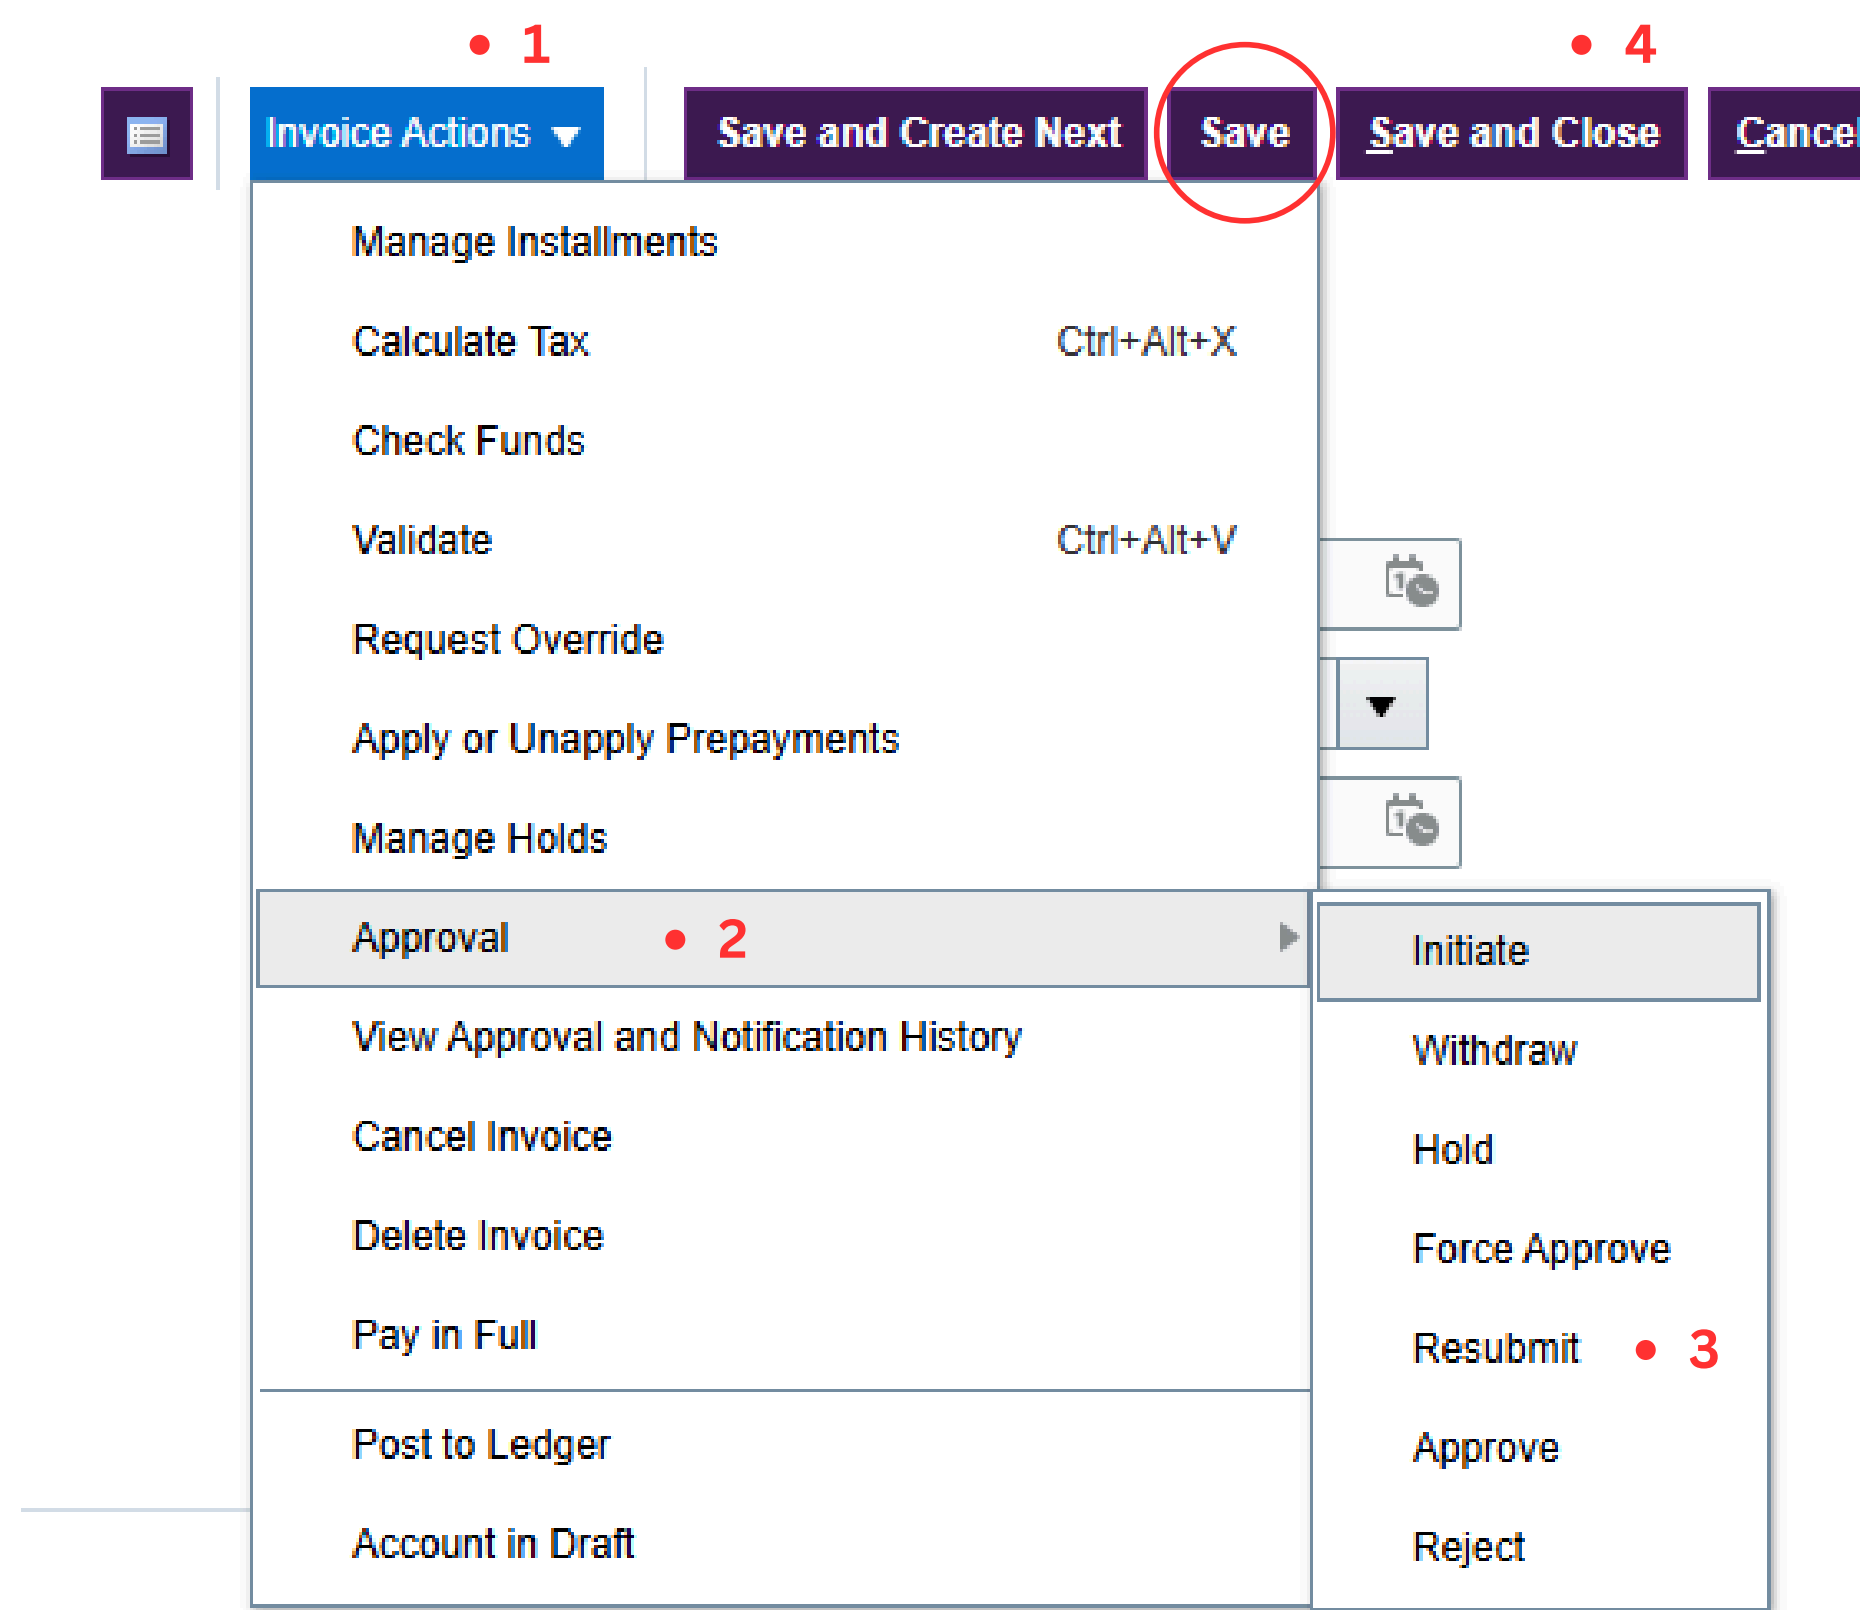 • 1
• 4
Invoice Actions
Save and Create Next
Save
Save and Close
Cancel
Manage Installments
Calculate Tax Ctrl+Alt+X
Check Funds
Validate Ctrl+Alt+V
Request Override
Apply or Unapply Prepayments
Manage Holds
Approval • 2
View Approval and Notification History
Cancel Invoice
Delete Invoice
Pay in Full
Post to Ledger
Account in Draft
Initiate
Withdraw
Hold
Force Approve
Resubmit • 3
Approve
Reject